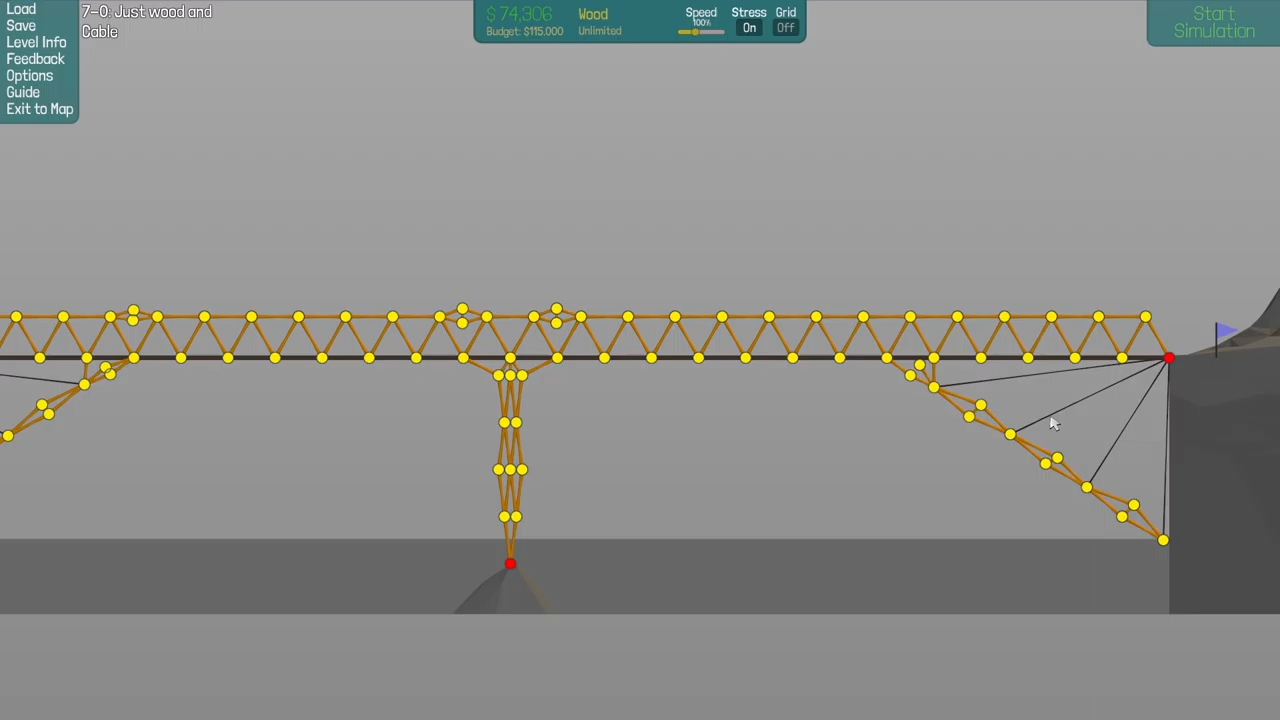 Load
Save
Level Info
Feedback
Options
Guide
Exit to Map
7-0: Just wood and
Cable
$ 74,306
Budget: $115,000
Wood
Unlimited
Speed
100%
Stress
On
Grid
Off
Start
Simulation